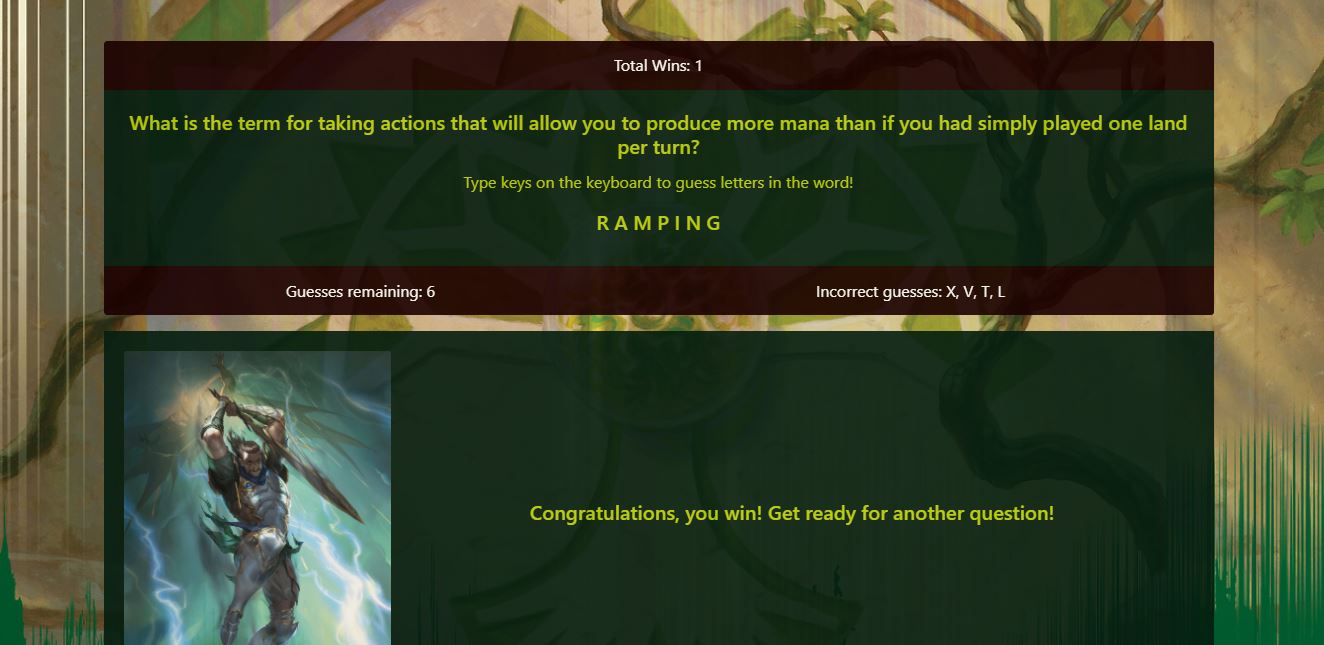 Total Wins: 1
What is the term for taking actions that will allow you to produce more mana than if you had simply played one land
per turn?
Type keys on the keyboard to guess letters in the word!
R A M P I N G
Guesses remaining: 6
Incorrect guesses: X, V, T, L
Congratulations, you win! Get ready for another question!